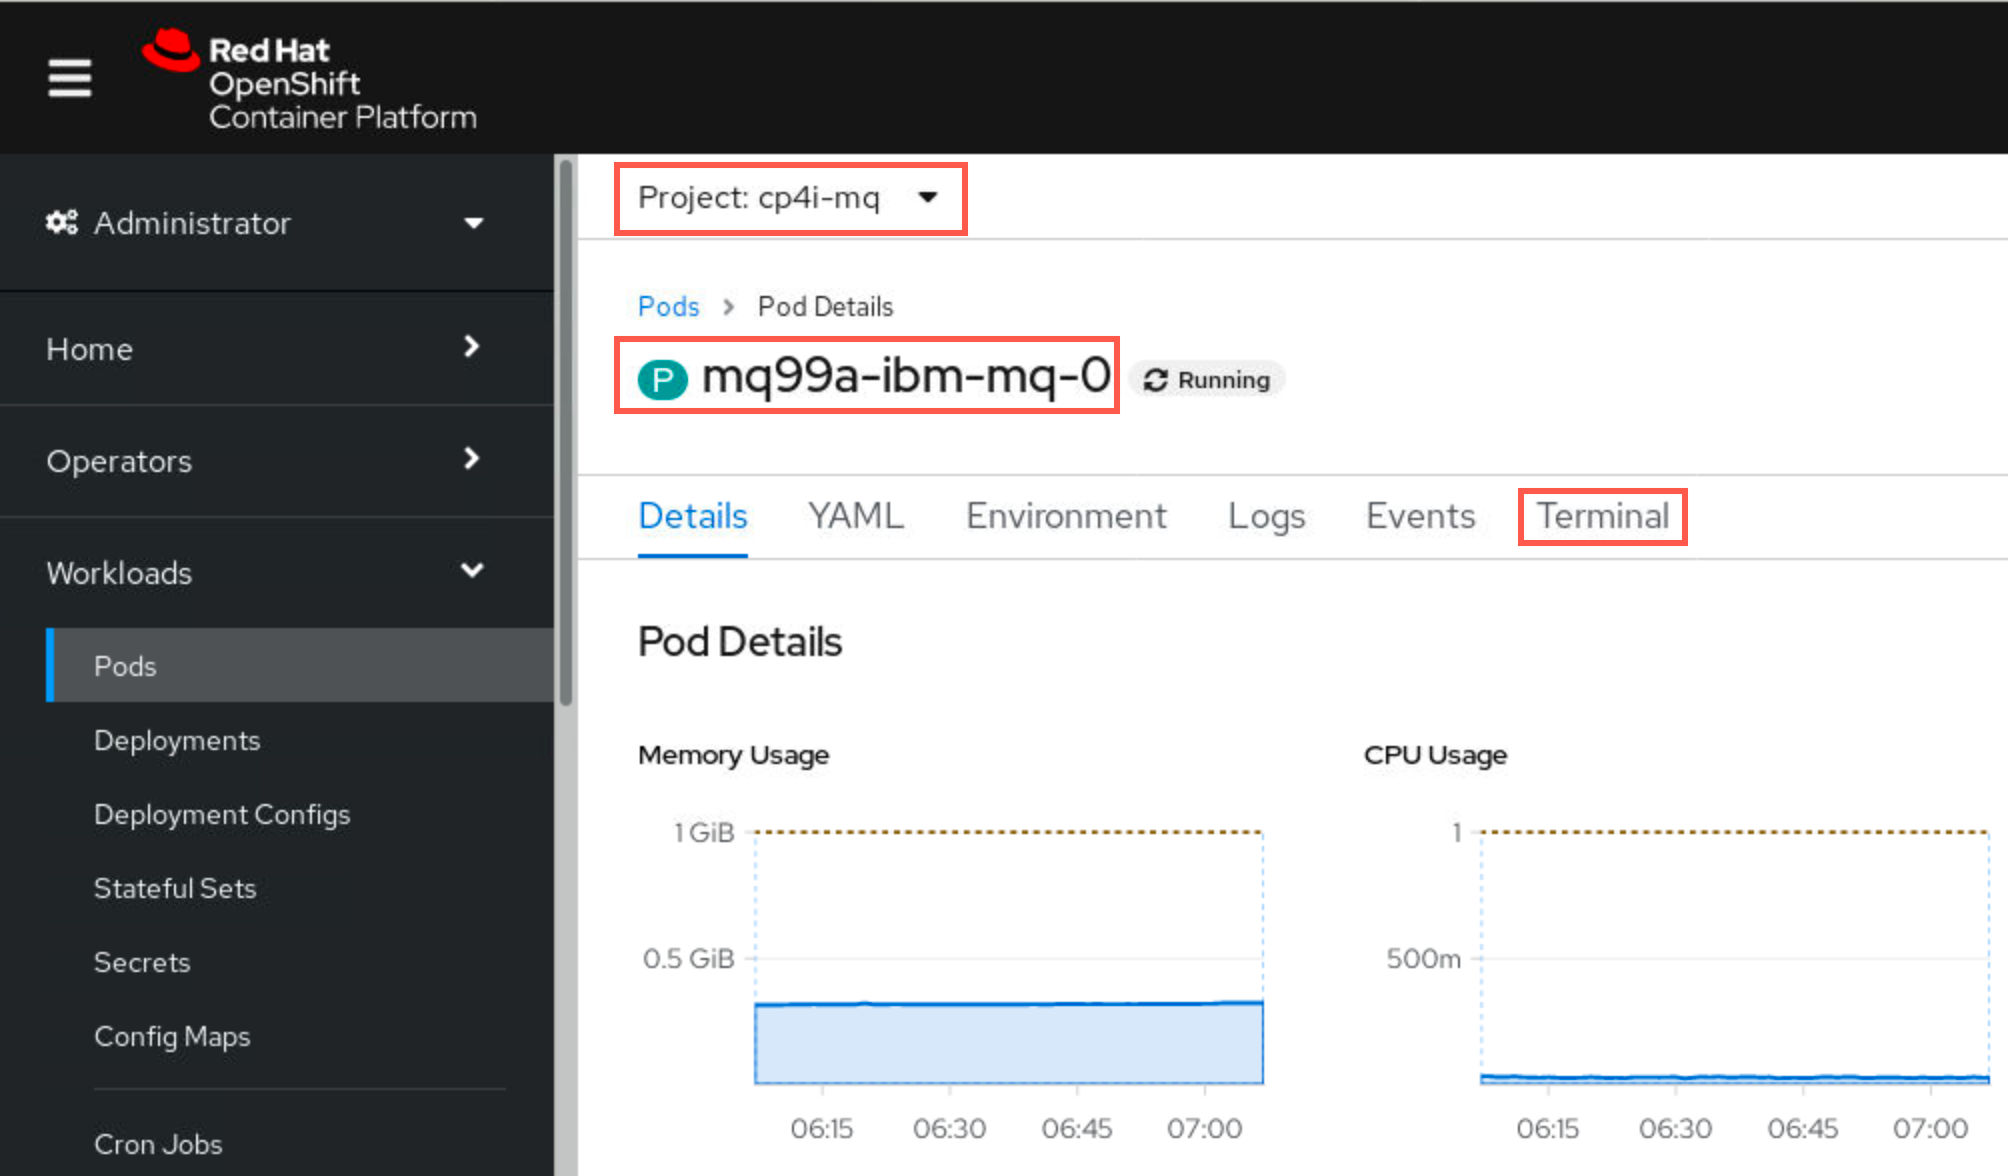 Red Hat
OpenShift
Container Platform
Administrator
Home
Operators
Workloads
Pods
Deployments
Deployment Configs
Stateful Sets
Secrets
Config Maps
Cron Jobs
Project: cp4i-mq
Pods > Pod Details
P mq99a-ibm-mq-0 Running
Details YAML Environment Logs Events Terminal
Pod Details
Memory Usage
1 GiB
0.5 GiB
06:15 06:30 06:45 07:00
CPU Usage
1
500m
06:15 06:30 06:45 07:00